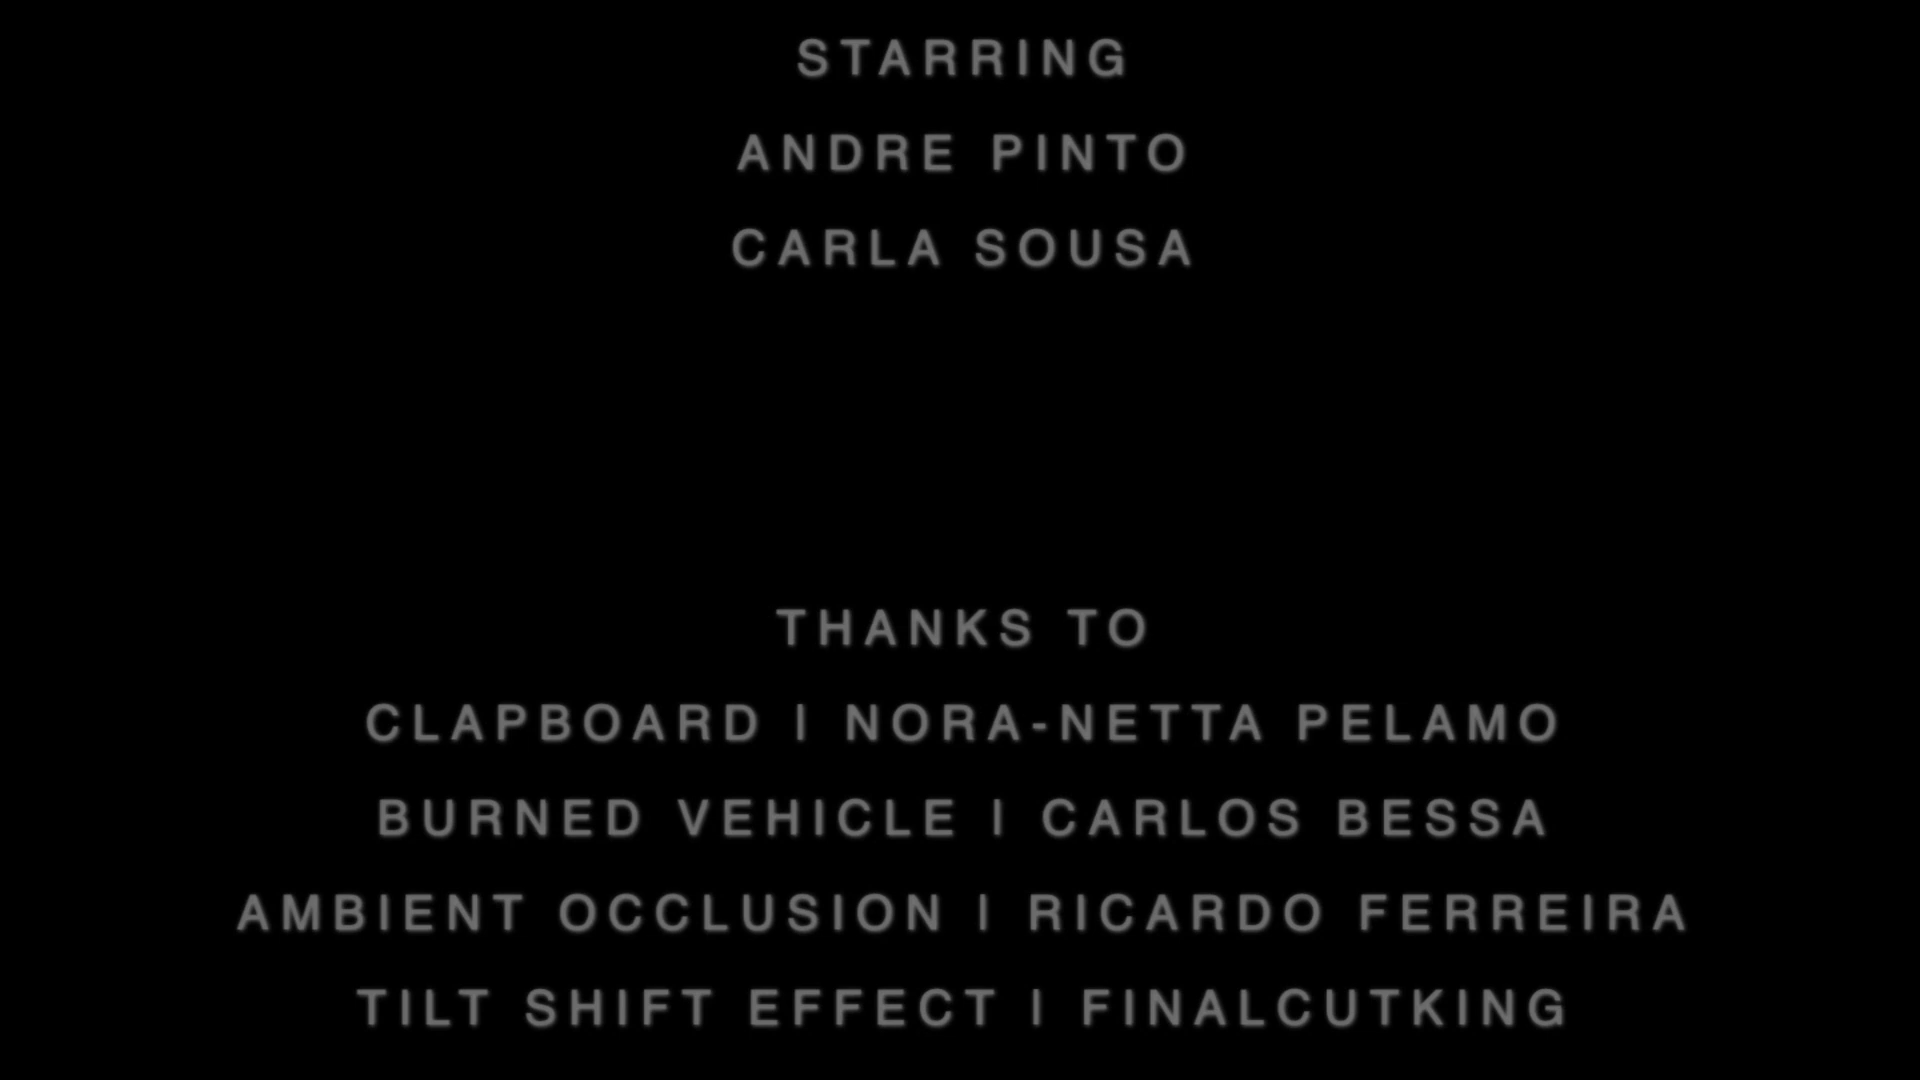 STARRING
ANDRE PINTO
CARLA SOUSA
THANKS TO
CLAPBOARD | NORA-NETTA PELAMO
BURNED VEHICLE | CARLOS BESSA
AMBIENT OCCLUSION | RICARDO FERREIRA
TILT SHIFT EFFECT | FINALCUTKING